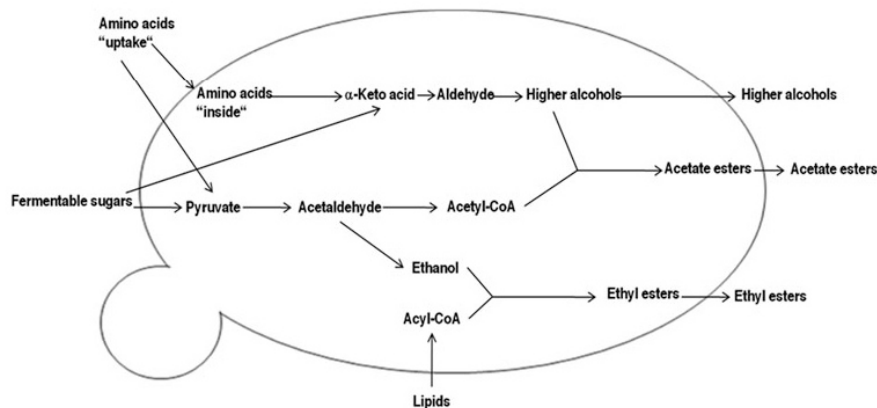 Amino acids
"uptake"
Amino acids
"inside"
α-Keto acid
Aldehyde
Higher alcohols
Higher alcohols
Acetate esters
Acetate esters
Fermentable sugars
Pyruvate
Acetaldehyde
Acetyl-CoA
Ethanol
Ethyl esters
Ethyl esters
Acyl-CoA
Lipids